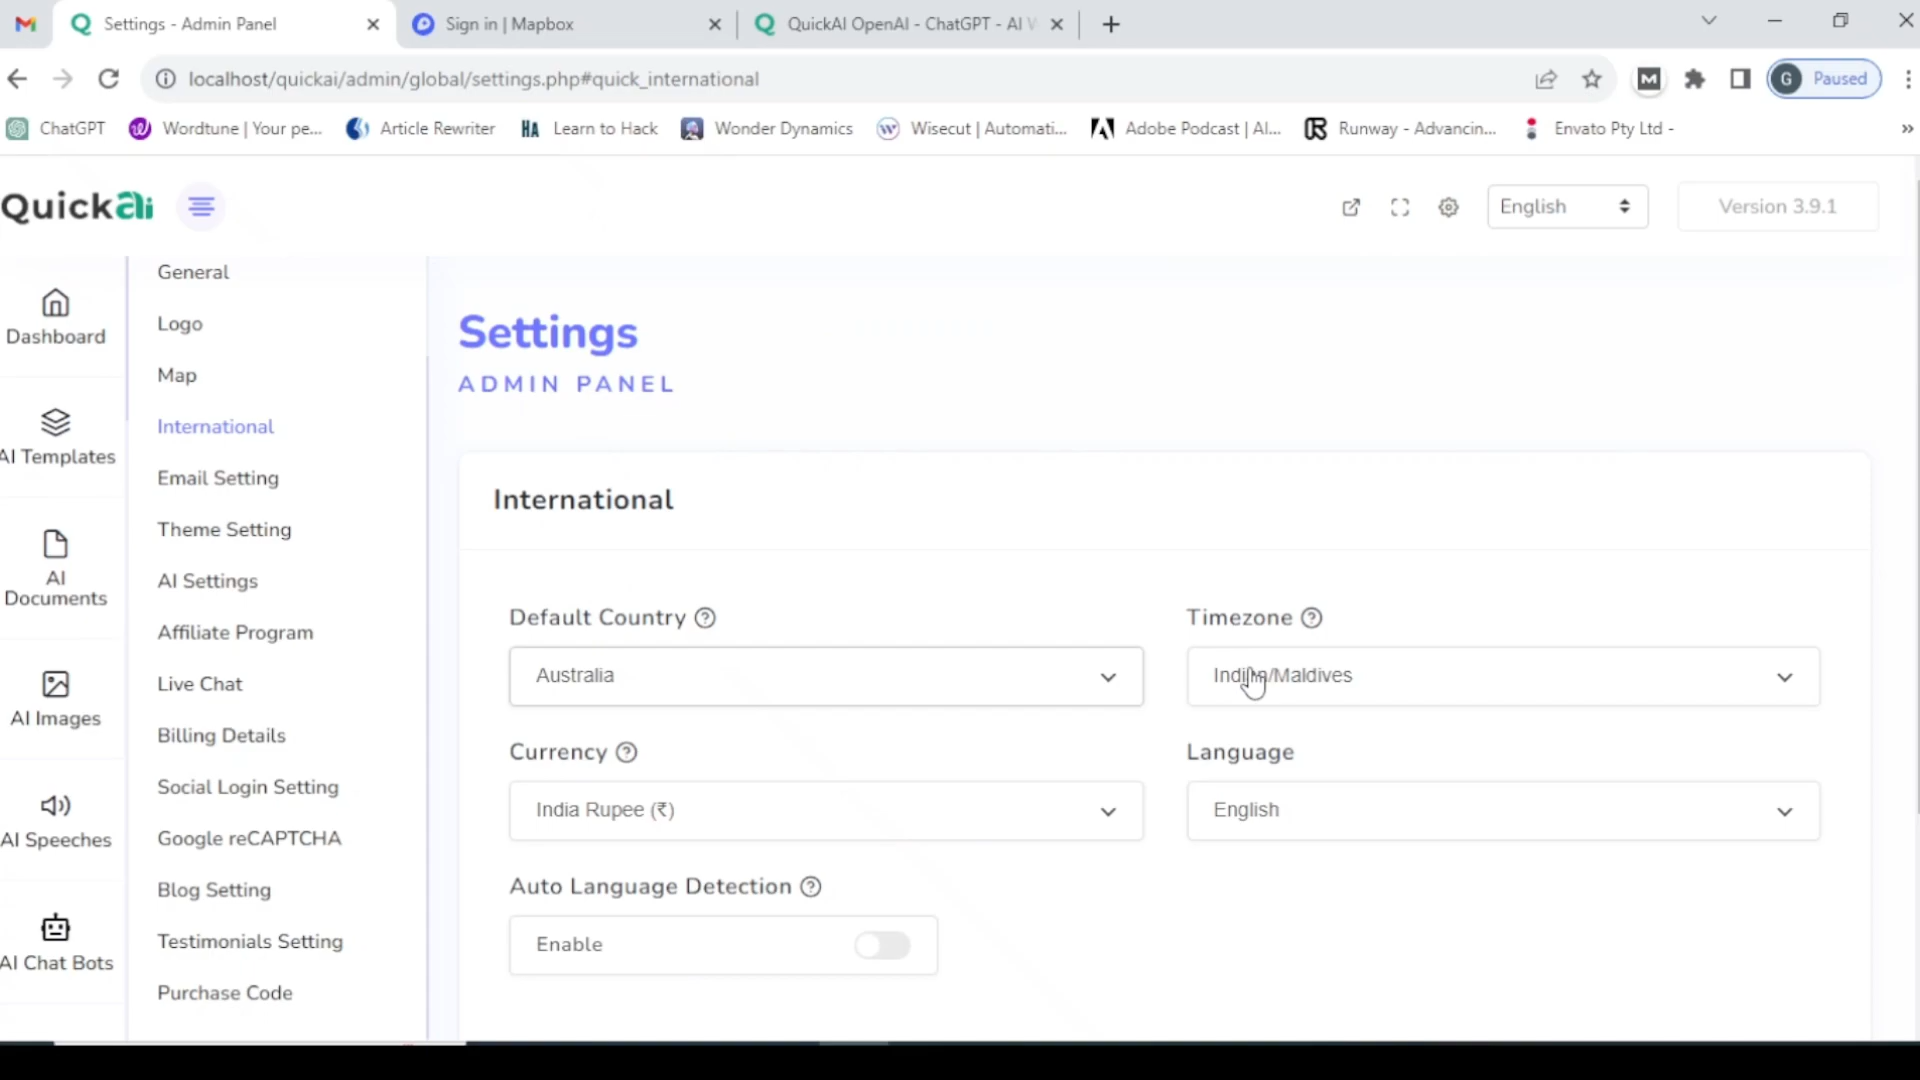 Settings - Admin Panel
Sign in | Mapbox
QuickAI OpenAI - ChatGPT - AI W
localhost/quickai/admin/global/settings.php#quick_international
G Paused
ChatGPT
Wordtune | Your pe...
Article Rewriter
HA Learn to Hack
Wonder Dynamics
Wisecut | Automati...
Adobe Podcast | AI...
Runway - Advancin...
Envato Pty Ltd -
»
Quickai
English
Version 3.9.1
Dashboard
AI Templates
AI
Documents
AI Images
AI Speeches
AI Chat Bots
General
Logo
Map
International
Email Setting
Theme Setting
AI Settings
Affiliate Program
Live Chat
Billing Details
Social Login Setting
Google reCAPTCHA
Blog Setting
Testimonials Setting
Purchase Code
Settings
ADMIN PANEL
International
Default Country
Australia
Timezone
Indian/Maldives
Currency
India Rupee (₹)
Language
English
Auto Language Detection
Enable